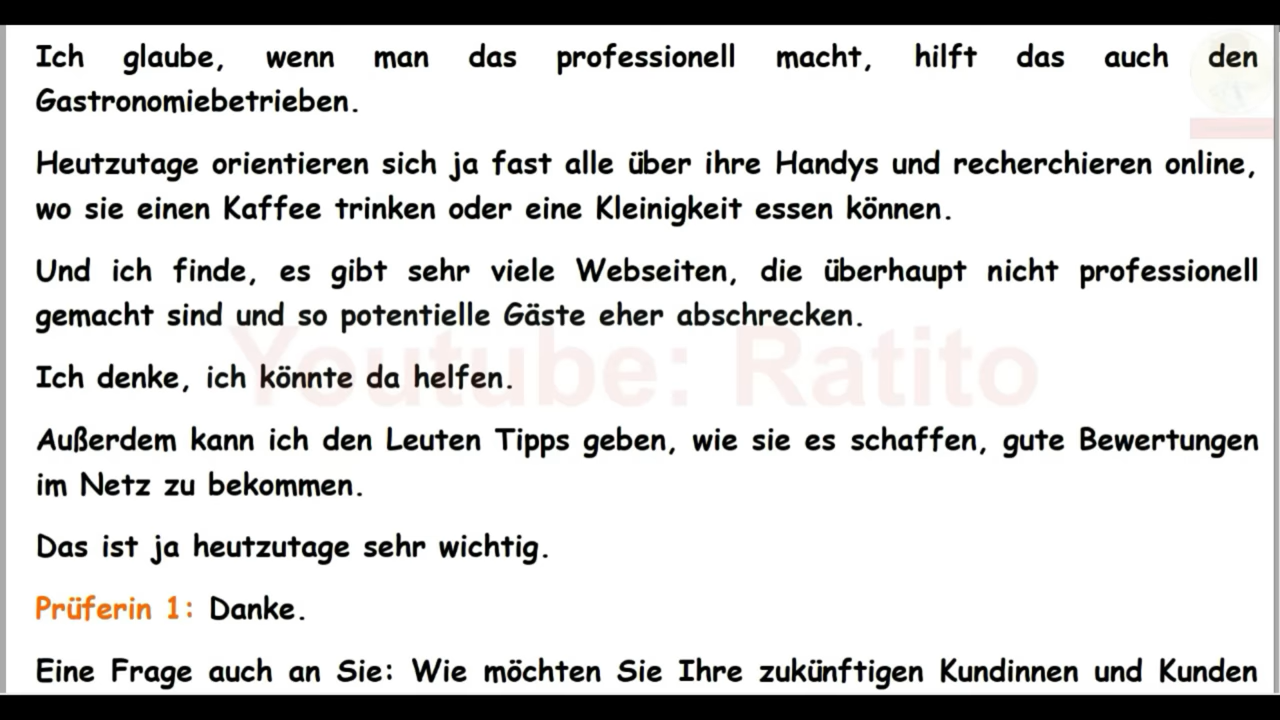 Ich glaube, wenn man das professionell macht, hilft das auch den
Gastronomiebetrieben.
Heutzutage orientieren sich ja fast alle über ihre Handys und recherchieren online,
wo sie einen Kaffee trinken oder eine Kleinigkeit essen können.
Und ich finde, es gibt sehr viele Webseiten, die überhaupt nicht professionell
gemacht sind und so potentielle Gäste eher abschrecken.
Youtube: Ratito
Ich denke, ich könnte da helfen.
Außerdem kann ich den Leuten Tipps geben, wie sie es schaffen, gute Bewertungen
im Netz zu bekommen.
Das ist ja heutzutage sehr wichtig.
Prüferin 1: Danke.
Eine Frage auch an Sie: Wie möchten Sie Ihre zukünftigen Kundinnen und Kunden